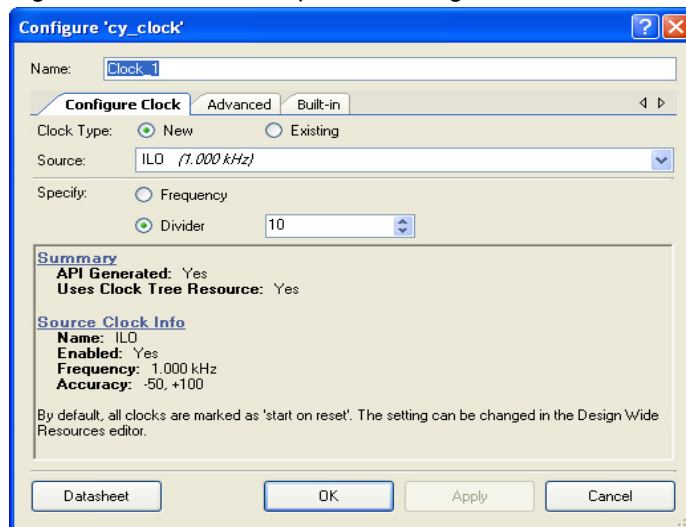 Configure 'cy_clock'
Name: Clock_1
Configure Clock Advanced Built-in
Clock Type: New Existing
Source: ILO (1.000 kHz)
Specify: Frequency
Divider 10
Summary
API Generated: Yes
Uses Clock Tree Resource: Yes
Source Clock Info
Name: ILO
Enabled: Yes
Frequency: 1.000 kHz
Accuracy: -50, +100
By default, all clocks are marked as 'start on reset'. The setting can be changed in the Design Wide
Resources editor.
Datasheet OK Apply Cancel